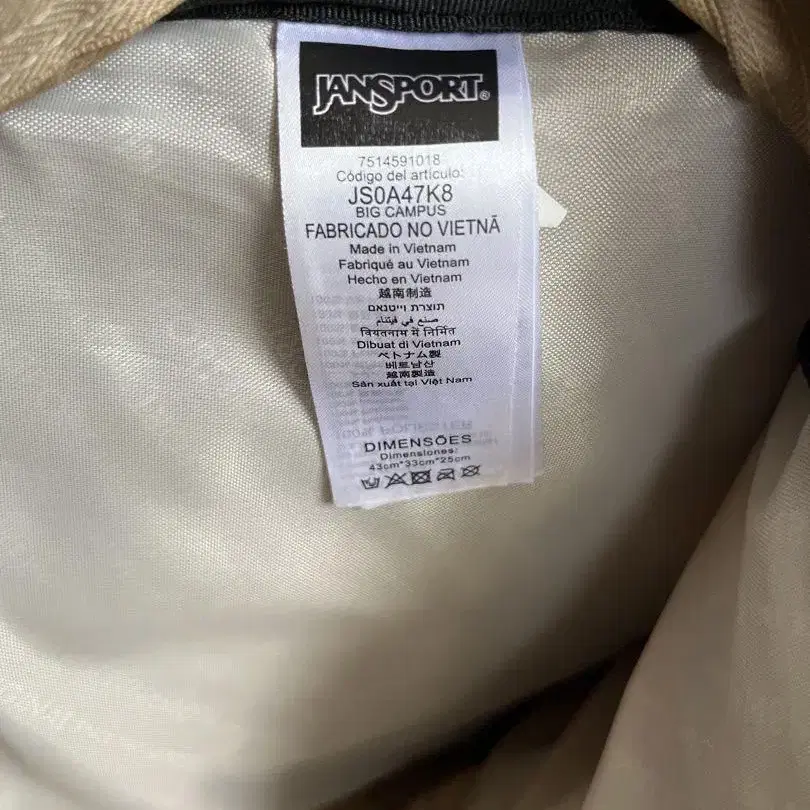 JANSPORT®
7514591018
Código del artículo:
JS0A47K8
BIG CAMPUS
FABRICADO NO VIETNÃ
Made in Vietnam
Fabriqué au Vietnam
Hecho en Vietnam
越南制造
תוצרת וייטנאם
صنع في فيتنام
वियतनाम में निर्मित
Dibuat di Vietnam
ベトナム製
베트남산
越南製造
Sản xuất tại Việt Nam
DIMENSÕES
Dimensiones:
43cm*33cm*25cm